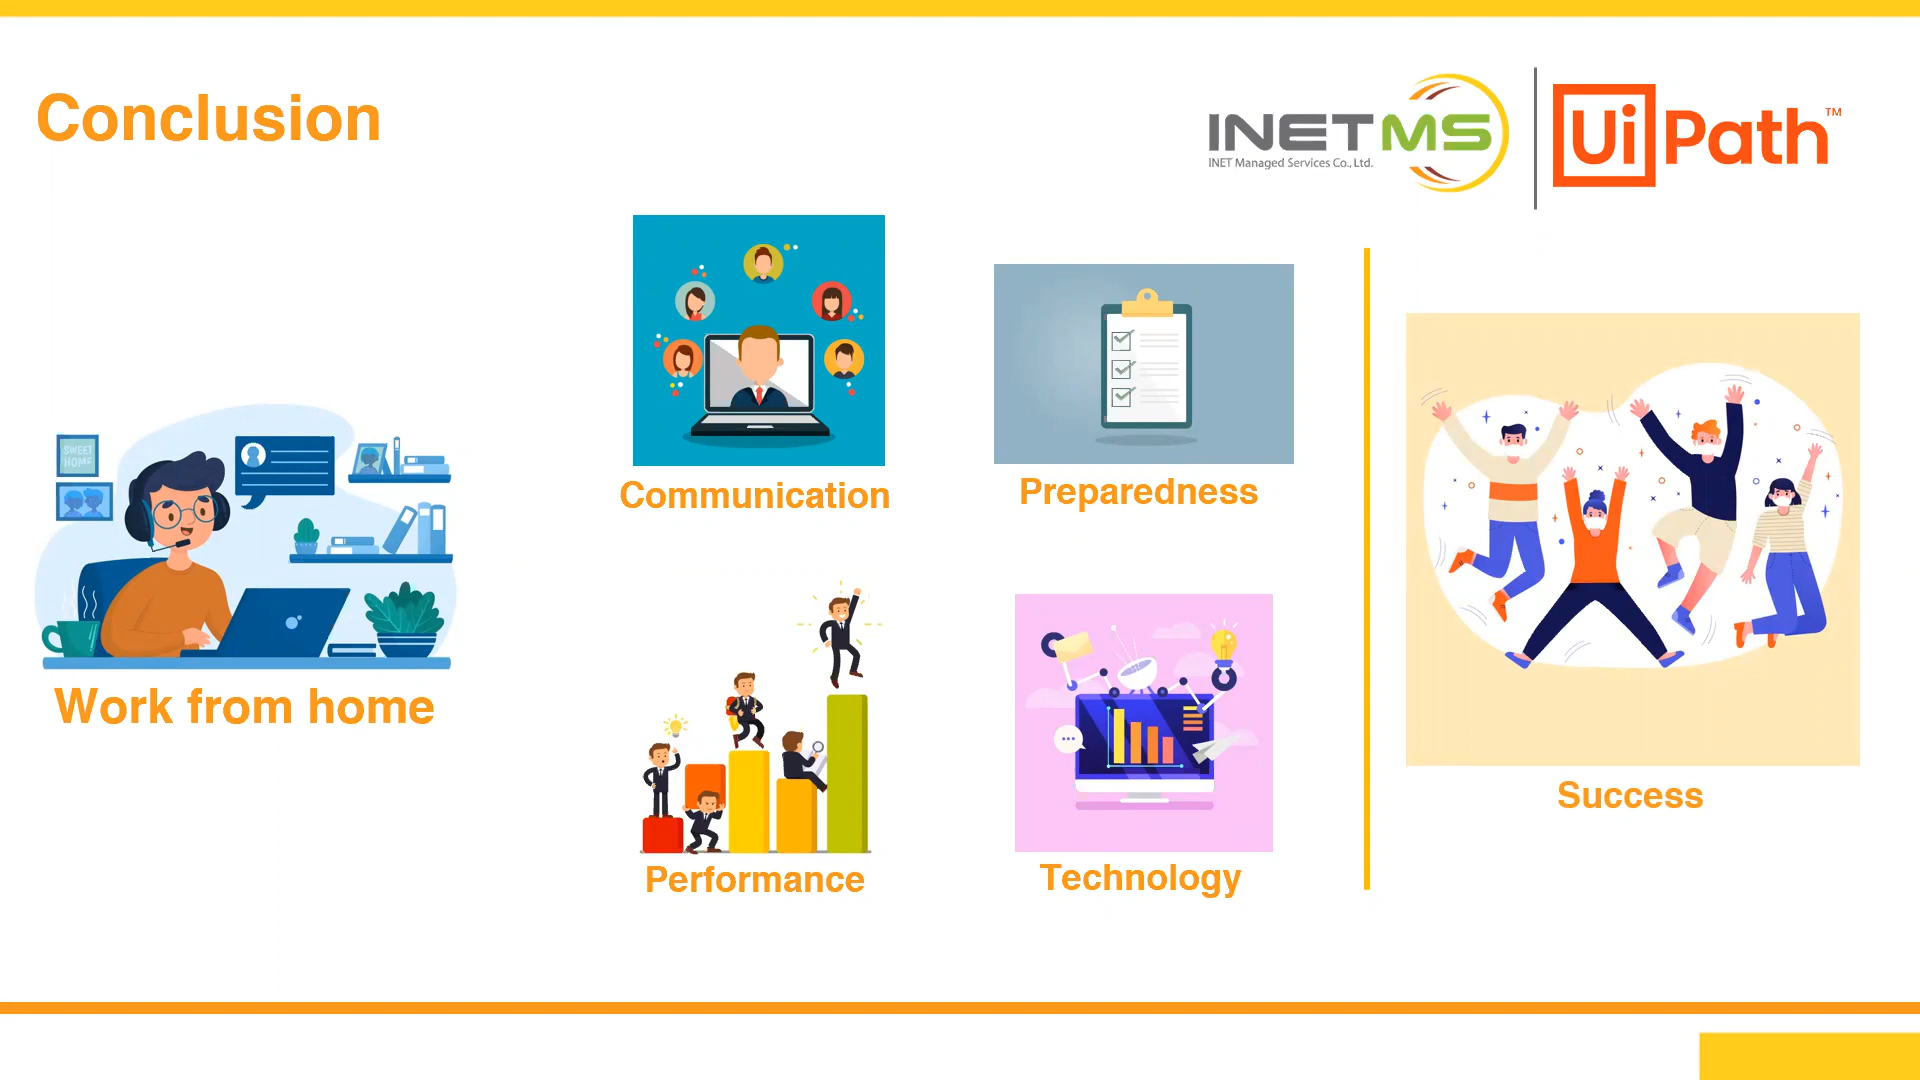 Conclusion
INETMS
INET Managed Services Co., Ltd.
UiPath™
SWEET
HOME
Work from home
Communication
Preparedness
Performance
Technology
Success